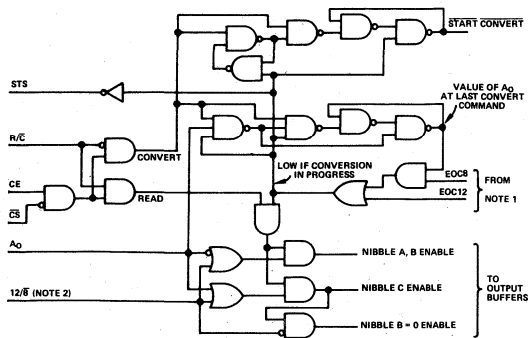 START CONVERT
STS
VALUE OF A0
AT LAST CONVERT
COMMAND
R/C
CONVERT
LOW IF CONVERSION
IN PROGRESS
EOC8
EOC12
FROM
NOTE 1
CE
CS
READ
A0
NIBBLE A, B ENABLE
12/8 (NOTE 2)
NIBBLE C ENABLE
NIBBLE B = 0 ENABLE
TO
OUTPUT
BUFFERS